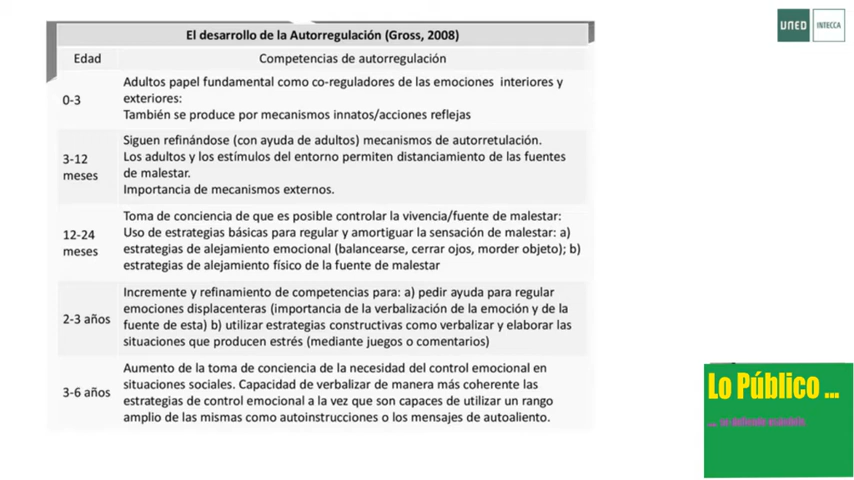 El desarrollo de la Autorregulación (Gross, 2008)
Edad
Competencias de autorregulación
0-3
Adultos papel fundamental como co-reguladores de las emociones interiores y
exteriores:
También se produce por mecanismos innatos/acciones reflejas
3-12
meses
Siguen refinándose (con ayuda de adultos) mecanismos de autorretulación.
Los adultos y los estímulos del entorno permiten distanciamiento de las fuentes
de malestar.
Importancia de mecanismos externos.
12-24
meses
Toma de conciencia de que es posible controlar la vivencia/fuente de malestar:
Uso de estrategias básicas para regular y amortiguar la sensación de malestar: a)
estrategias de alejamiento emocional (balancearse, cerrar ojos, morder objeto); b)
estrategias de alejamiento físico de la fuente de malestar
2-3 años
Incremente y refinamiento de competencias para: a) pedir ayuda para regular
emociones displacenteras (importancia de la verbalización de la emoción y de la
fuente de esta) b) utilizar estrategias constructivas como verbalizar y elaborar las
situaciones que producen estrés (mediante juegos o comentarios)
3-6 años
Aumento de la toma de conciencia de la necesidad del control emocional en
situaciones sociales. Capacidad de verbalizar de manera más coherente las
estrategias de control emocional a la vez que son capaces de utilizar un rango
amplio de las mismas como autoinstrucciones o los mensajes de autoaliento.
UNED
INTECCA
Lo Público ...